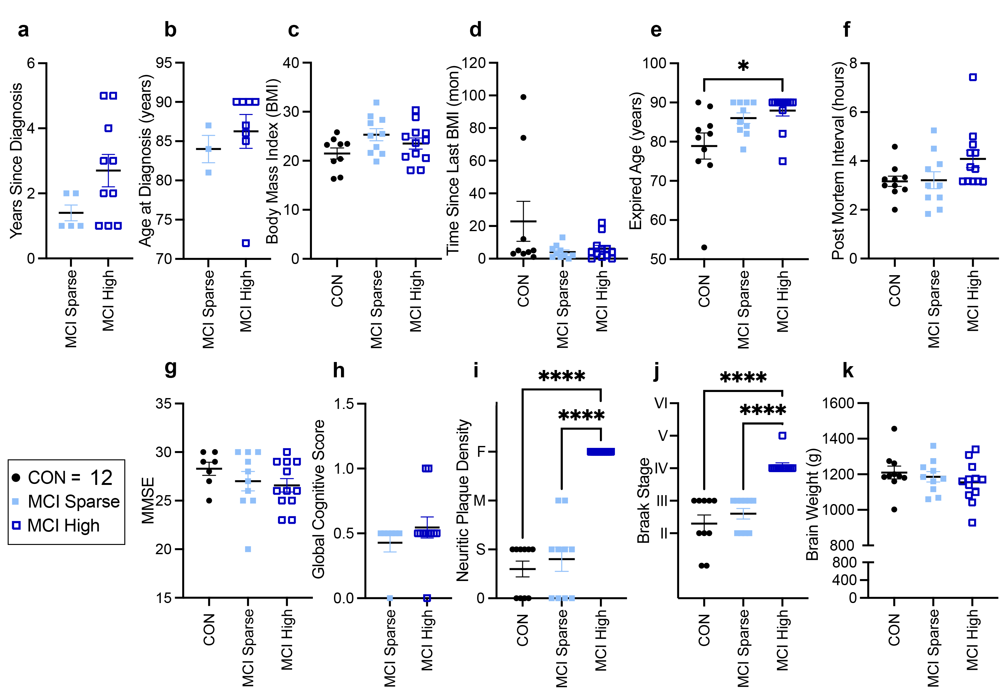 a
Years Since Diagnosis
6
4
2
0
MCI Sparse
MCI High
b
Age at Diagnosis (years)
95
90
85
80
75
70
MCI Sparse
MCI High
c
Body Mass Index (BMI)
40
30
20
10
0
CON
MCI Sparse
MCI High
d
Time Since Last BMI (mon)
120
100
80
60
40
20
0
CON
MCI Sparse
MCI High
e
Expired Age (years)
100
90
80
70
60
50
*
CON
MCI Sparse
MCI High
f
Post Mortem Interval (hours)
8
6
4
2
0
CON
MCI Sparse
MCI High
CON = 12
MCI Sparse
MCI High
g
MMSE
35
30
25
20
15
CON
MCI Sparse
MCI High
h
Global Cognitive Score
1.5
1.0
0.5
0.0
MCI Sparse
MCI High
i
Neuritic Plaque Density
****
****
F
M
S
0
CON
MCI Sparse
MCI High
j
Braak Stage
****
****
VI
V
IV
III
II
CON
MCI Sparse
MCI High
k
Brain Weight (g)
1600
1400
1200
1000
800
800
400
0
CON
MCI Sparse
MCI High